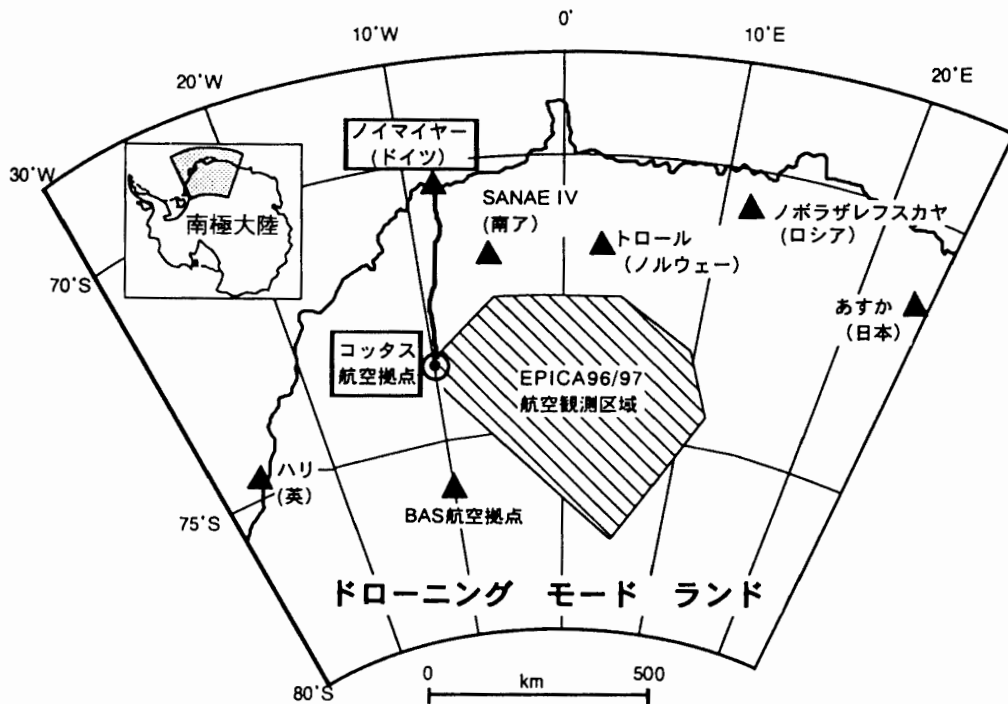 0°
10°W
10°E
20°W
20°E
30°W
ノイマイヤー
(ドイツ)
SANAE IV
(南ア)
トロール
(ノルウェー)
ノボラザレフスカヤ
(ロシア)
南極大陸
70°S
あすか
(日本)
コッタス
航空拠点
EPICA96/97
航空観測区域
ハリ
(英)
BAS航空拠点
75°S
ドローニング モード ランド
80°S
0 500
km